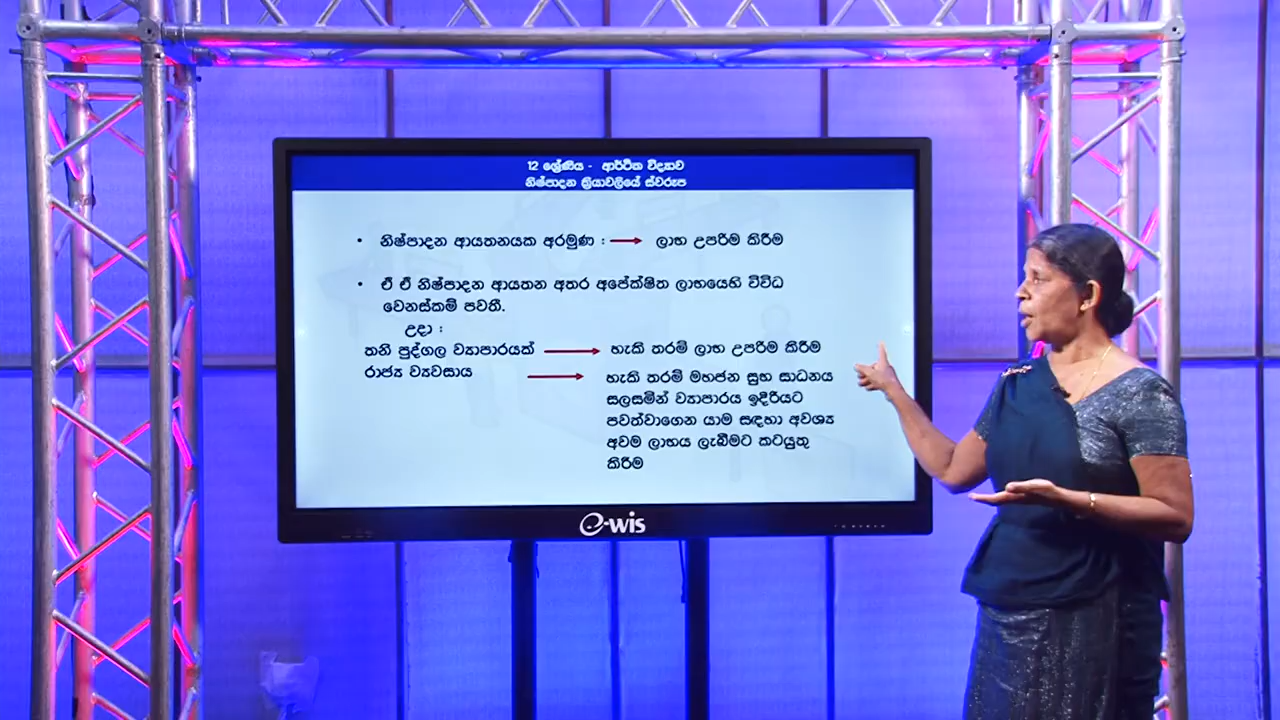 12 ශ්‍රේණිය - ආර්ථික විද්‍යාව
නිෂ්පාදන ක්‍රියාවලියේ ස්වරූප
• නිෂ්පාදන ආයතනයක අරමුණ : → ලාභ උපරිම කිරීම
• ඒ ඒ නිෂ්පාදන ආයතන අතර අපේක්ෂිත ලාභයෙහි විවිධ
වෙනස්කම් පවතී.
උදා :
තනි පුද්ගල ව්‍යාපාරයක් → හැකි තරම් ලාභ උපරිම කිරීම
රාජ්‍ය ව්‍යවසාය → හැකි තරම් මහජන සුභ සාධනය
සලසමින් ව්‍යාපාරය ඉදිරියට
පවත්වාගෙන යාම සඳහා අවශ්‍ය
අවම ලාභය ලැබීමට කටයුතු
කිරීම
e-wis